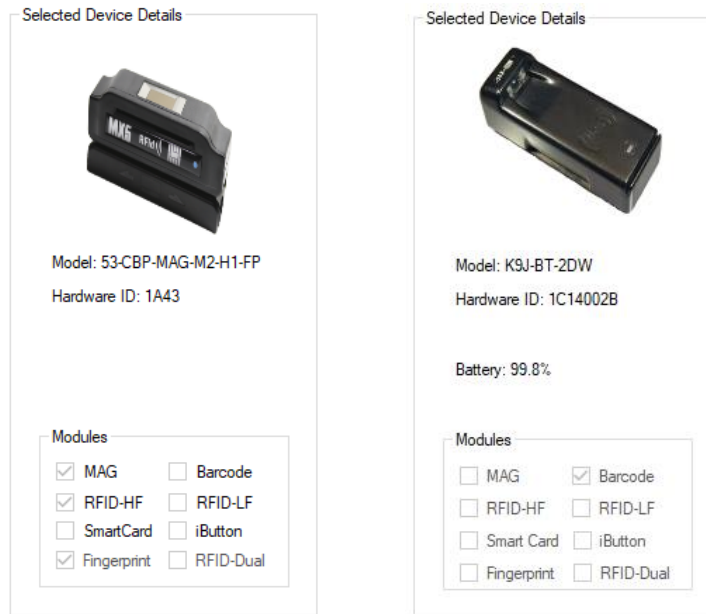 Selected Device Details
MX5
RFID
Model: 53-CBP-MAG-M2-H1-FP
Hardware ID: 1A43
Modules
MAG
Barcode
RFID-HF
RFID-LF
SmartCard
iButton
Fingerprint
RFID-Dual
Selected Device Details
Model: K9J-BT-2DW
Hardware ID: 1C14002B
Battery: 99.8%
Modules
MAG
Barcode
RFID-HF
RFID-LF
Smart Card
iButton
Fingerprint
RFID-Dual